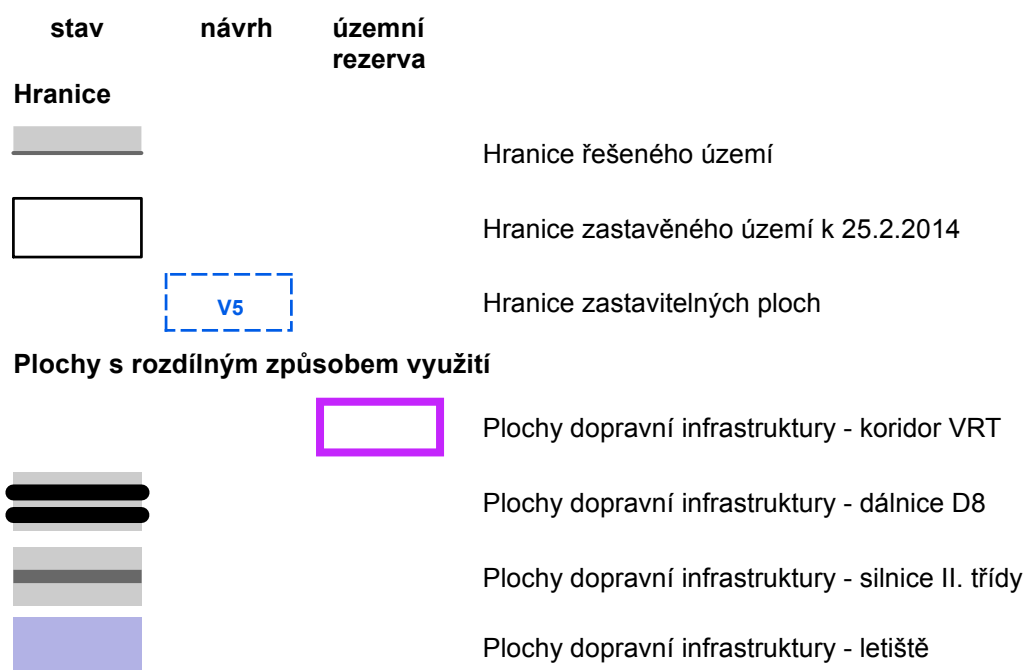 stav návrh územní
rezerva
Hranice
Hranice řešeného území
Hranice zastavěného území k 25.2.2014
V5 Hranice zastavitelných ploch
Plochy s rozdílným způsobem využití
Plochy dopravní infrastruktury - koridor VRT
Plochy dopravní infrastruktury - dálnice D8
Plochy dopravní infrastruktury - silnice II. třídy
Plochy dopravní infrastruktury - letiště